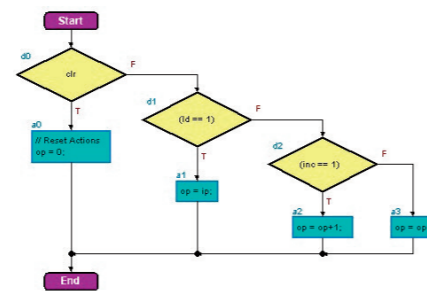 Start
d0
clr
F
T
d1
(ld == 1)
F
T
a0
// Reset Actions
op = 0;
d2
(inc == 1)
F
T
a1
op = ip;
a2
op = op+1;
a3
op = op
End